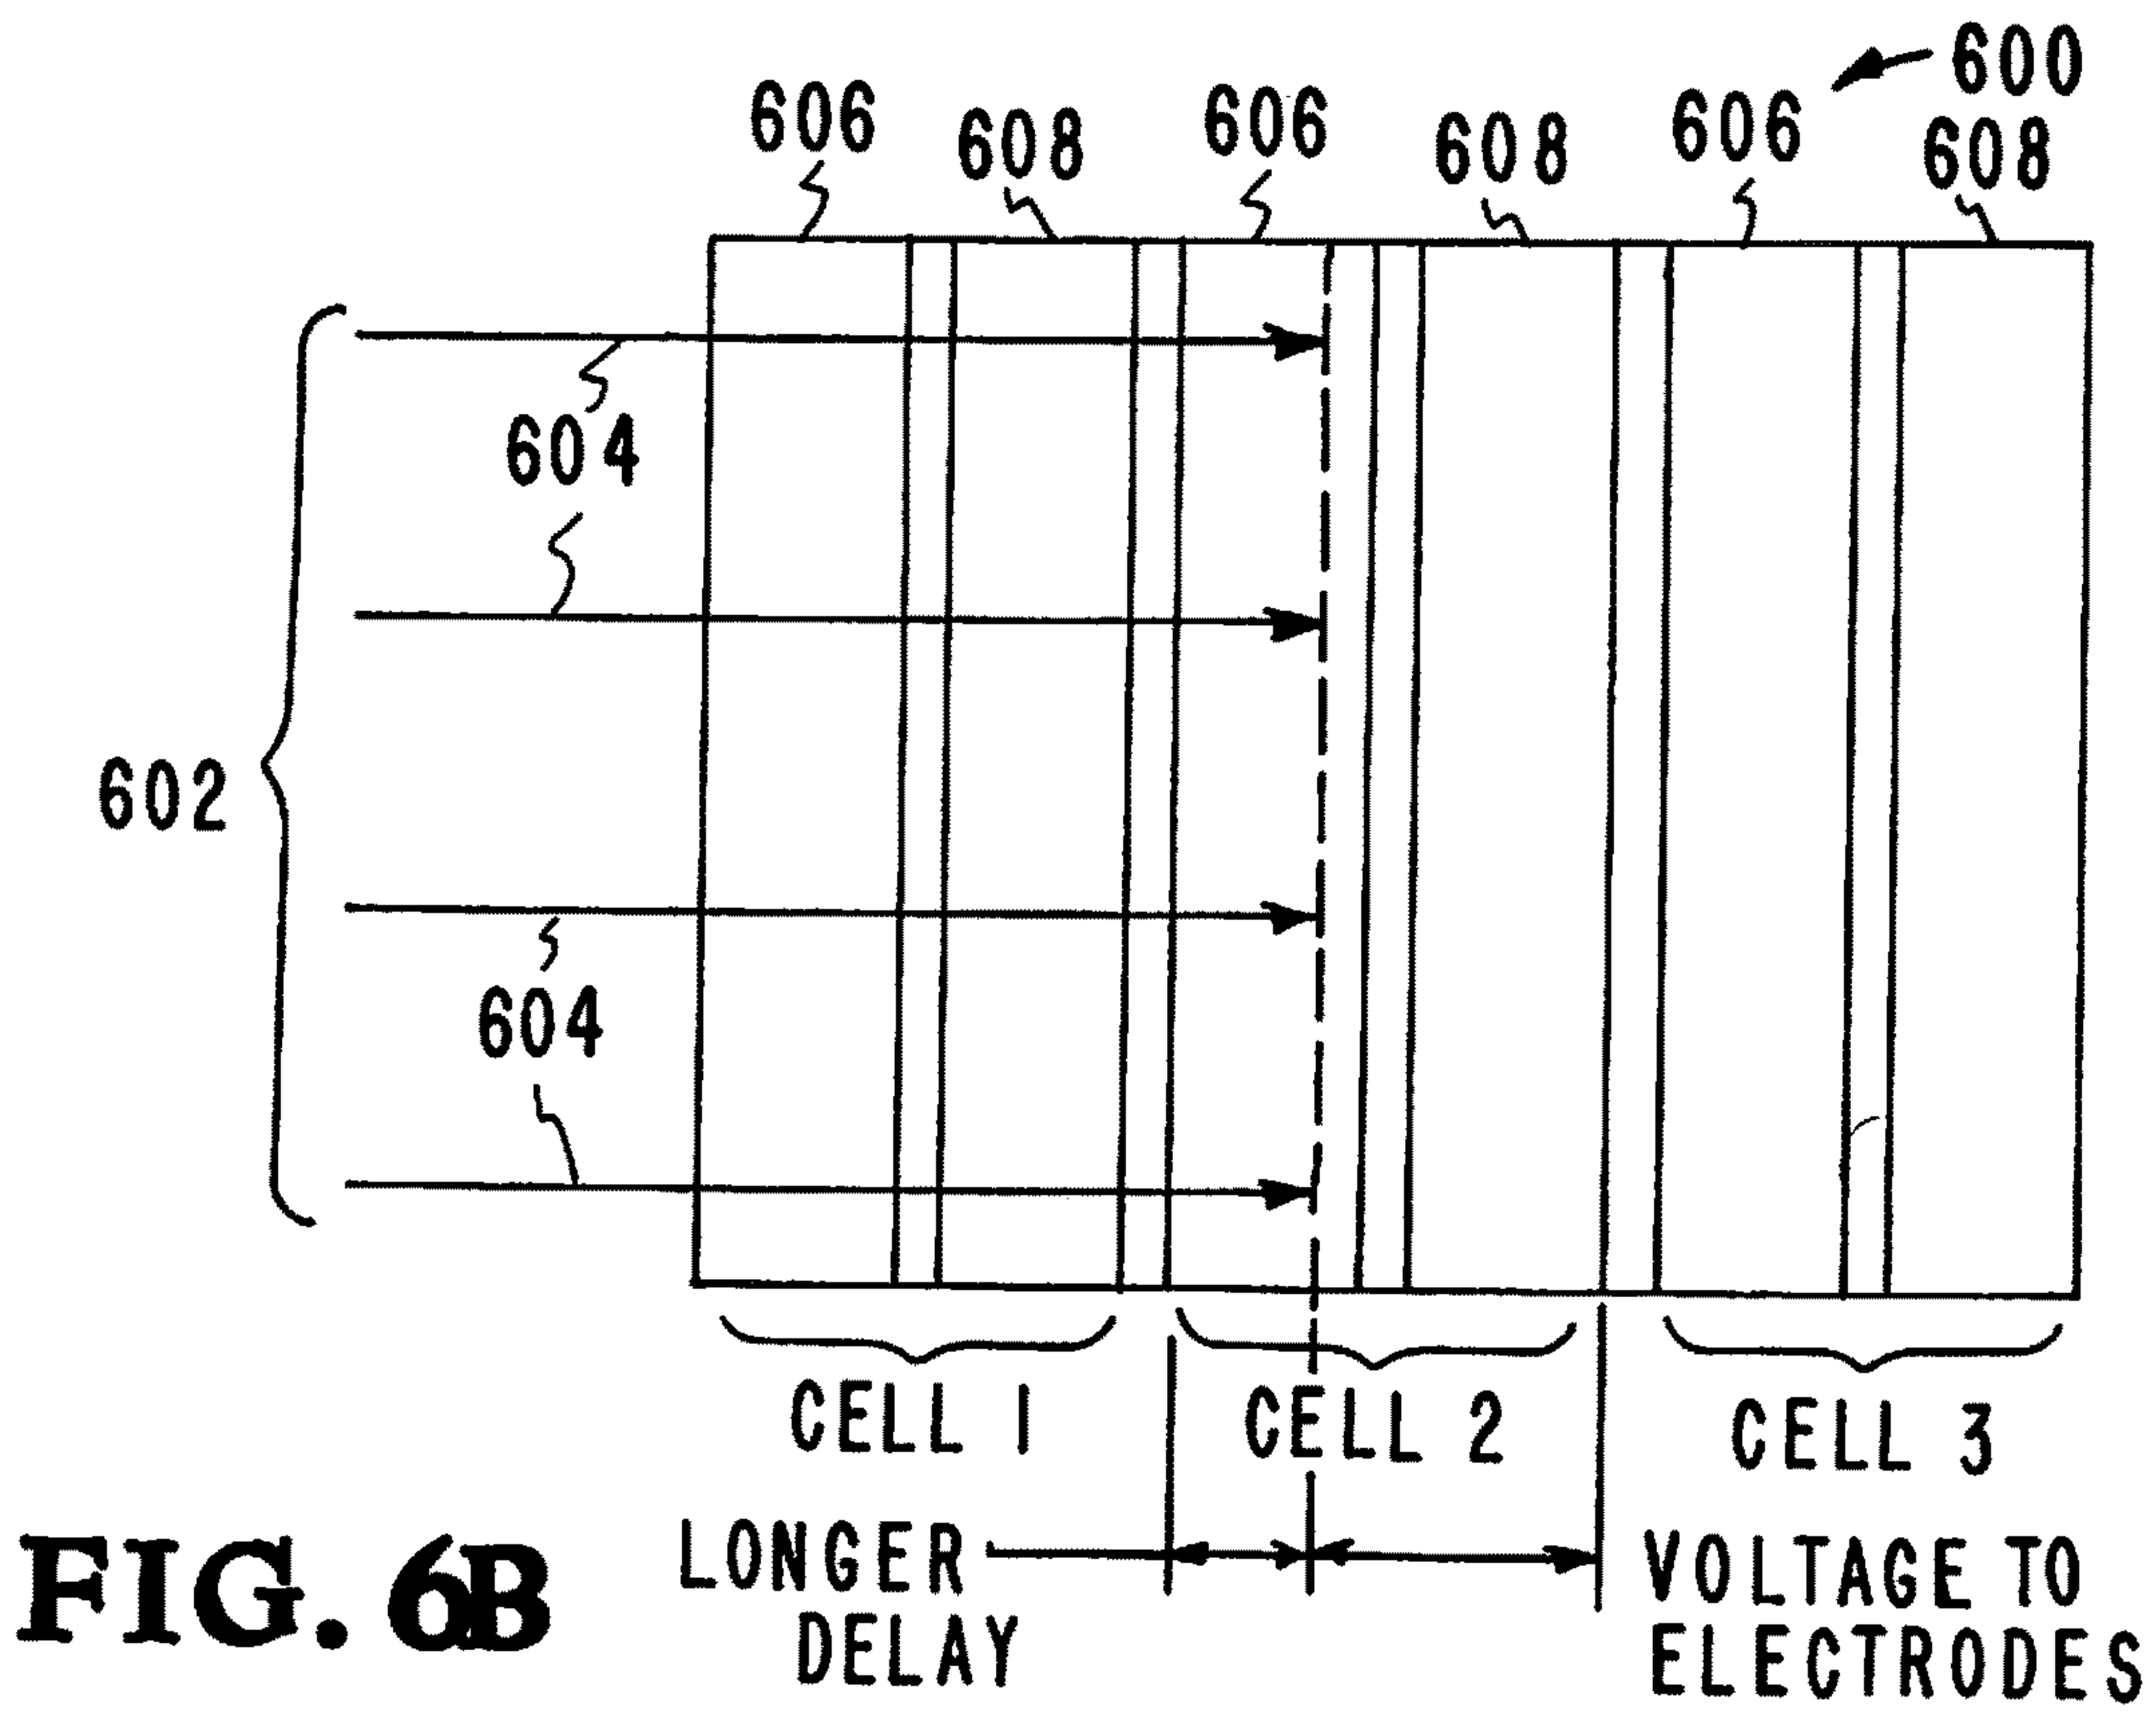 600
606
608
606
608
606
608
604
602
604
CELL 1
CELL 2
CELL 3
LONGER
DELAY
VOLTAGE TO
ELECTRODES
FIG. 6B